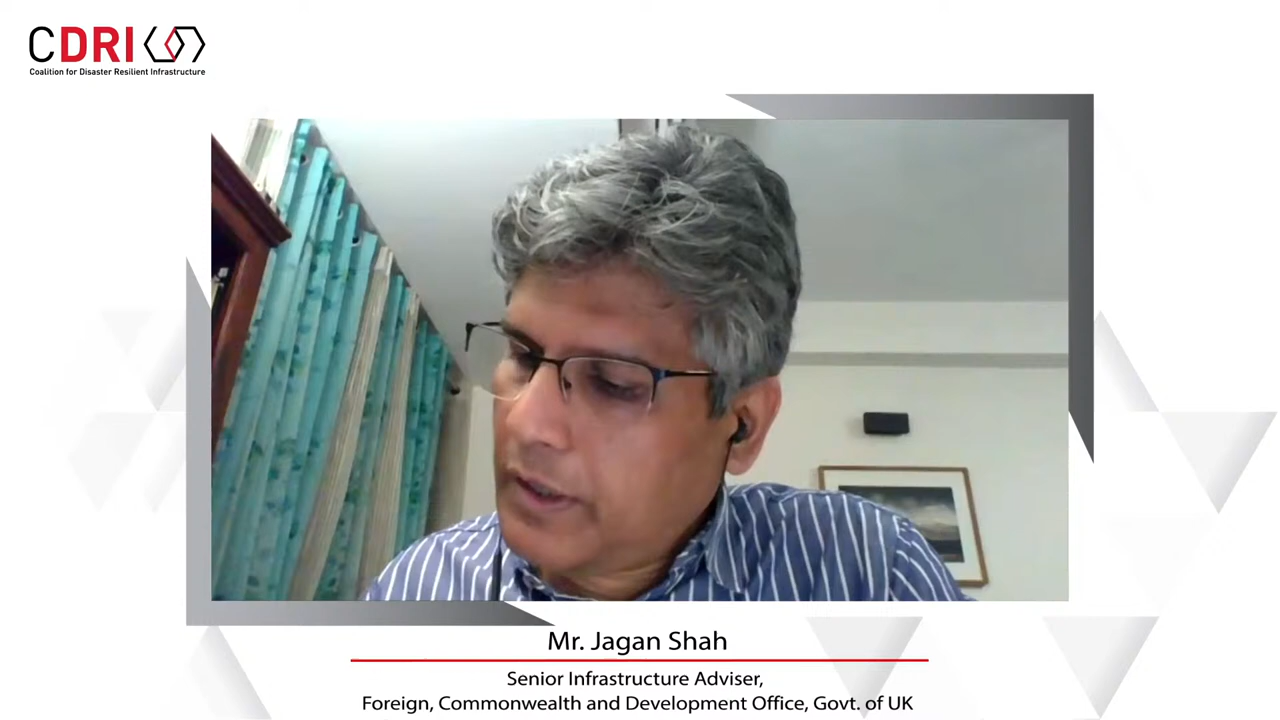 CDRI
Coalition for Disaster Resilient Infrastructure
Mr. Jagan Shah
Senior Infrastructure Adviser,
Foreign, Commonwealth and Development Office, Govt. of UK